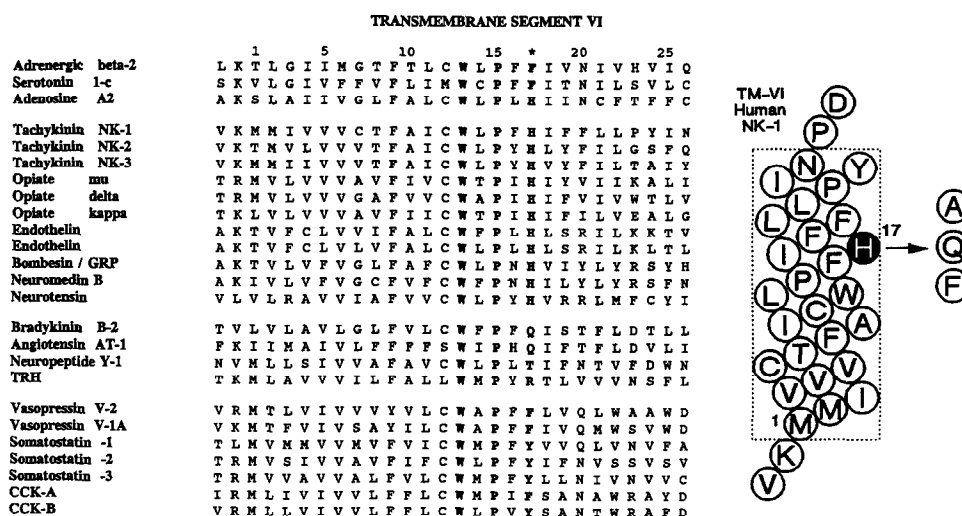 TRANSMEMBRANE SEGMENT VI
1 5 10 15 * 20 25
Adrenergic beta-2 L K T L G I I M G T F T L C W L P F F I V N I V H V I Q
Serotonin 1-c S K V L G I V F F V F L I M W C P F F I T N I L S V L C
Adenosine A2 A K S L A I I V G L F A L C W L P L H I I N C F T F F C
Tachykinin NK-1 V K M M I V V V C T F A I C W L P F H I F F L L P Y I N
Tachykinin NK-2 V K T M V L V V V T F A I C W L P Y H L Y F I L G S F Q
Tachykinin NK-3 V K M M I I V V V T F A I C W L P Y H V Y F I L T A I Y
Opiate mu T R M V L V V V A V F I V C W T P I H I Y V I I K A L I
Opiate delta T R M V L V V V G A F V V C W A P I H I F V I V W T L V
Opiate kappa T K L V L V V V A V F I I C W T P I H I F I L V E A L G
Endothelin A K T V F C L V V I F A L C W L P L H L S R I L K K T V
Endothelin A K T V F C L V L V F A L C W L P L H L S R I L K L T L
Bombesin / GRP A K T V L V F V G L F A F C W L P N H V I Y L Y R S Y H
Neuromedin B A K I V L V F V G C F V F C W F P N H I L Y L Y R S F N
Neurotensin V L V L R A V V I A F V V C W L P Y H V R R L M F C Y I
Bradykinin B-2 T V L V L A V L G L F V L C W F P F Q I S T F L D T L L
Angiotensin AT-1 F K I I M A I V L F F F F S W I P H Q I F T F L D V L I
Neuropeptide Y-1 N V M L L S I V V A F A V C W L P L T I F N T V F D W N
TRH T K M L A V V V I L F A L L W M P Y R T L V V V N S F L
Vasopressin V-2 V R M T L V I V V V Y V L C W A P F F L V Q L W A A W D
Vasopressin V-1A V K M T F V I V S A Y I L C W A P F F I V Q M W S V W D
Somatostatin -1 T L M V M M V V M V F V I C W M P F Y V V Q L V N V F A
Somatostatin -2 T R M V S I V V A V F I F C W L P F Y I F N V S S V S V
Somatostatin -3 T R M V V A V V A L F V L C W M P F Y L L N I V N V V C
CCK-A I R M L I V I V V L F F L C W M P I F S A N A W R A Y D
CCK-B V R M L L V I V V L F F L C W L P V Y S A N T W R A F D
TM-VI
Human
NK-1
D
P
N Y
I P
L F
L F H 17
I F
P W
L C A
I F
T V
C V
V I
1 M M
K
V
A
Q
F